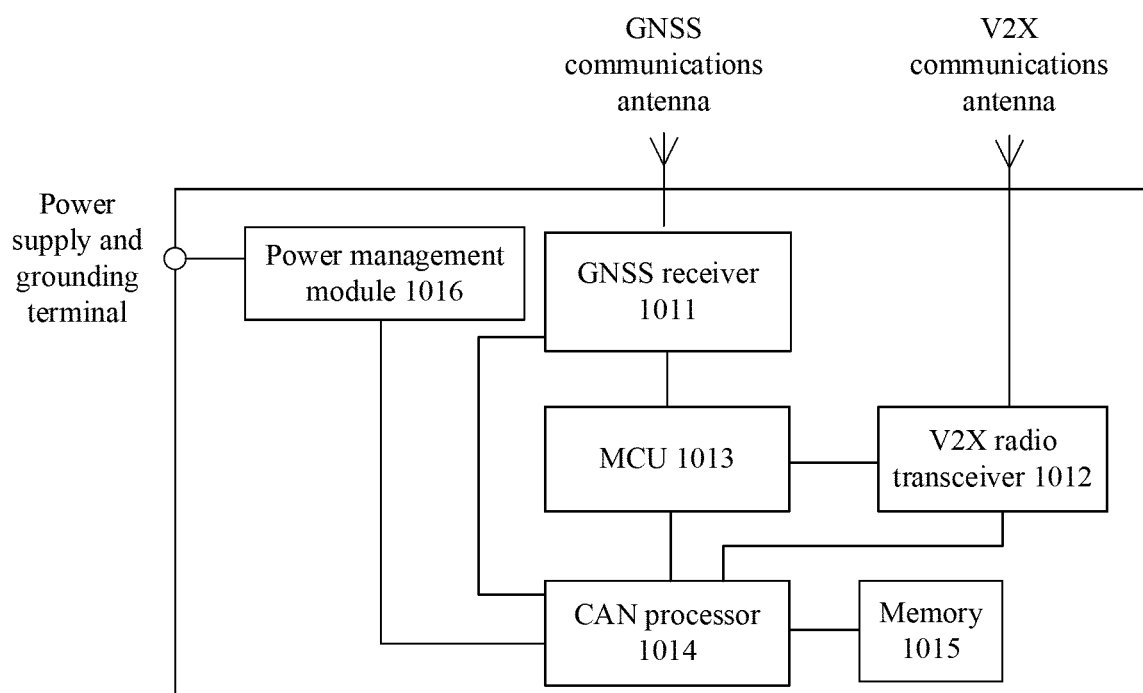 GNSS
communications
antenna
V2X
communications
antenna
Power
supply and
grounding
terminal
Power management
module 1016
GNSS receiver
1011
MCU 1013
V2X radio
transceiver 1012
CAN processor
1014
Memory
1015